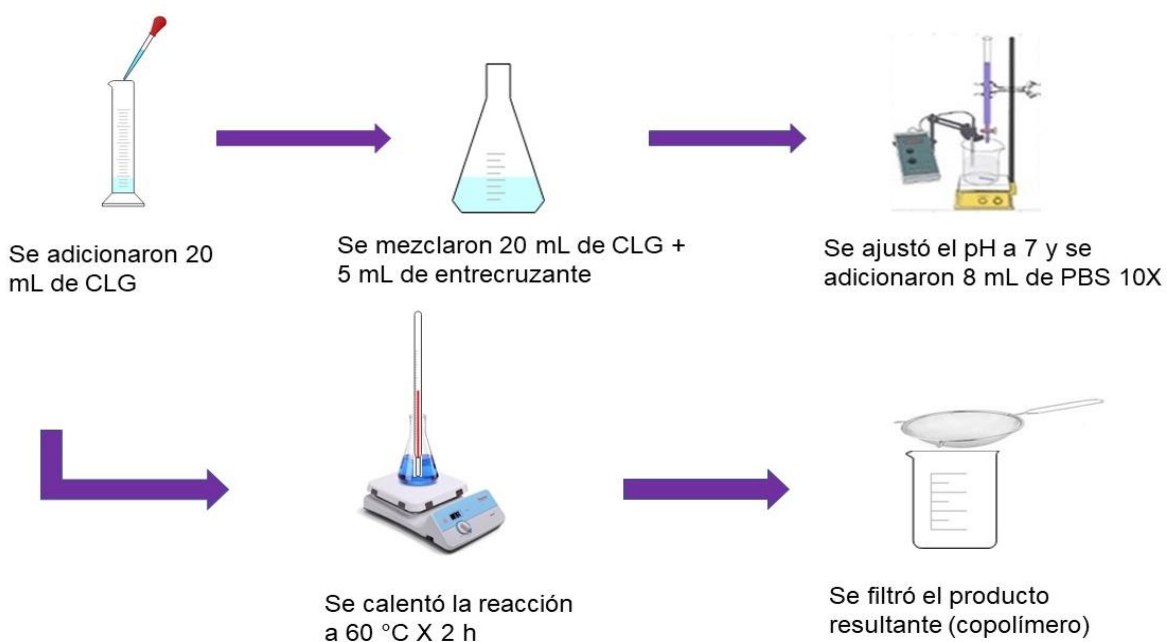 Se adicionaron 20
mL de CLG
Se mezclaron 20 mL de CLG +
5 mL de entrecruzante
Se ajustó el pH a 7 y se
adicionaron 8 mL de PBS 10X
Se calentó la reacción
a 60 °C X 2 h
Se filtró el producto
resultante (copolímero)